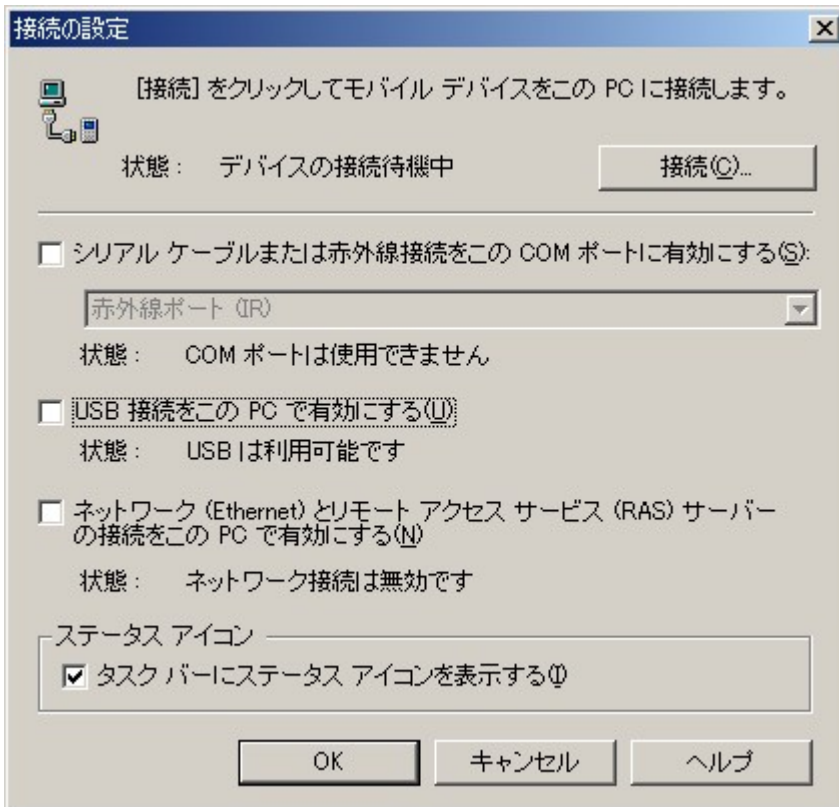 接続の設定
[接続] をクリックしてモバイル デバイスをこの PC に接続します。
状態： デバイスの接続待機中
接続(C)...
シリアル ケーブルまたは赤外線接続をこの COM ポートに有効にする(S):
赤外線ポート (IR)
状態： COM ポートは使用できません
USB 接続をこの PC で有効にする(U)
状態： USB は利用可能です
ネットワーク (Ethernet) とリモート アクセス サービス (RAS) サーバー
の接続をこの PC で有効にする(N)
状態： ネットワーク接続は無効です
ステータス アイコン
タスク バーにステータス アイコンを表示する(T)
OK
キャンセル
ヘルプ